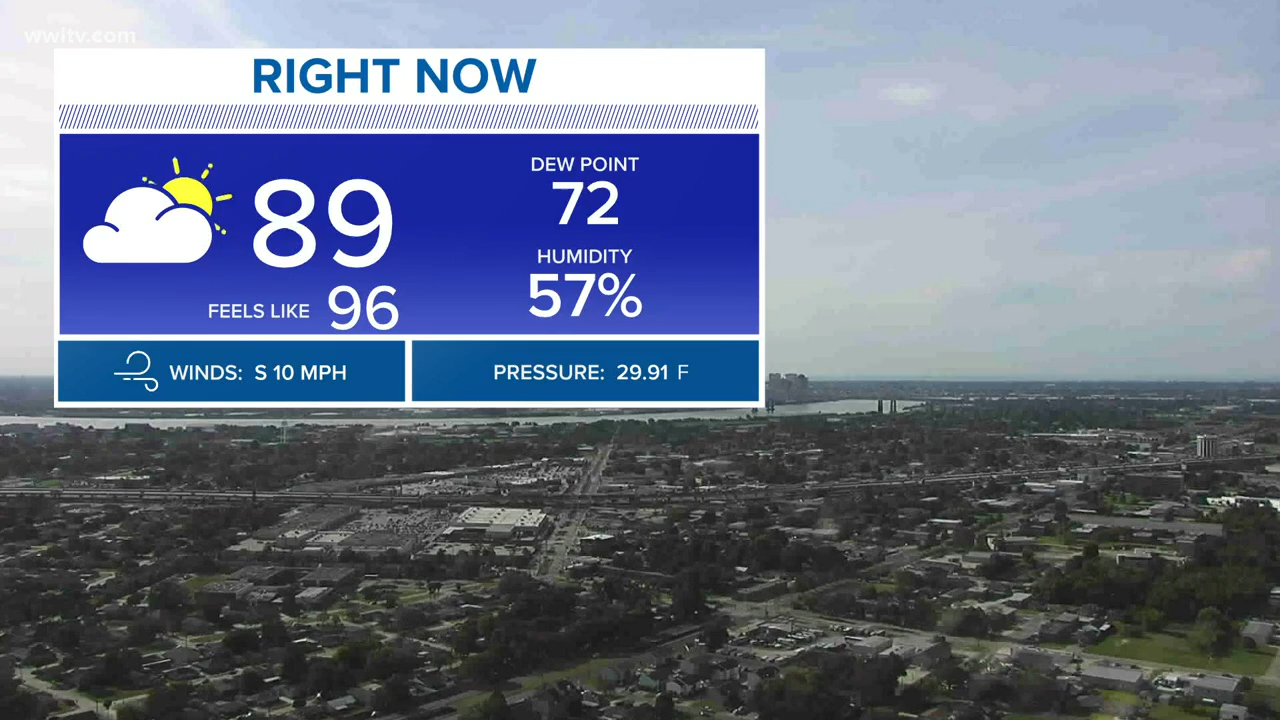 wwltv.com
RIGHT NOW
89
FEELS LIKE 96
DEW POINT
72
HUMIDITY
57%
WINDS: S 10 MPH
PRESSURE: 29.91 F